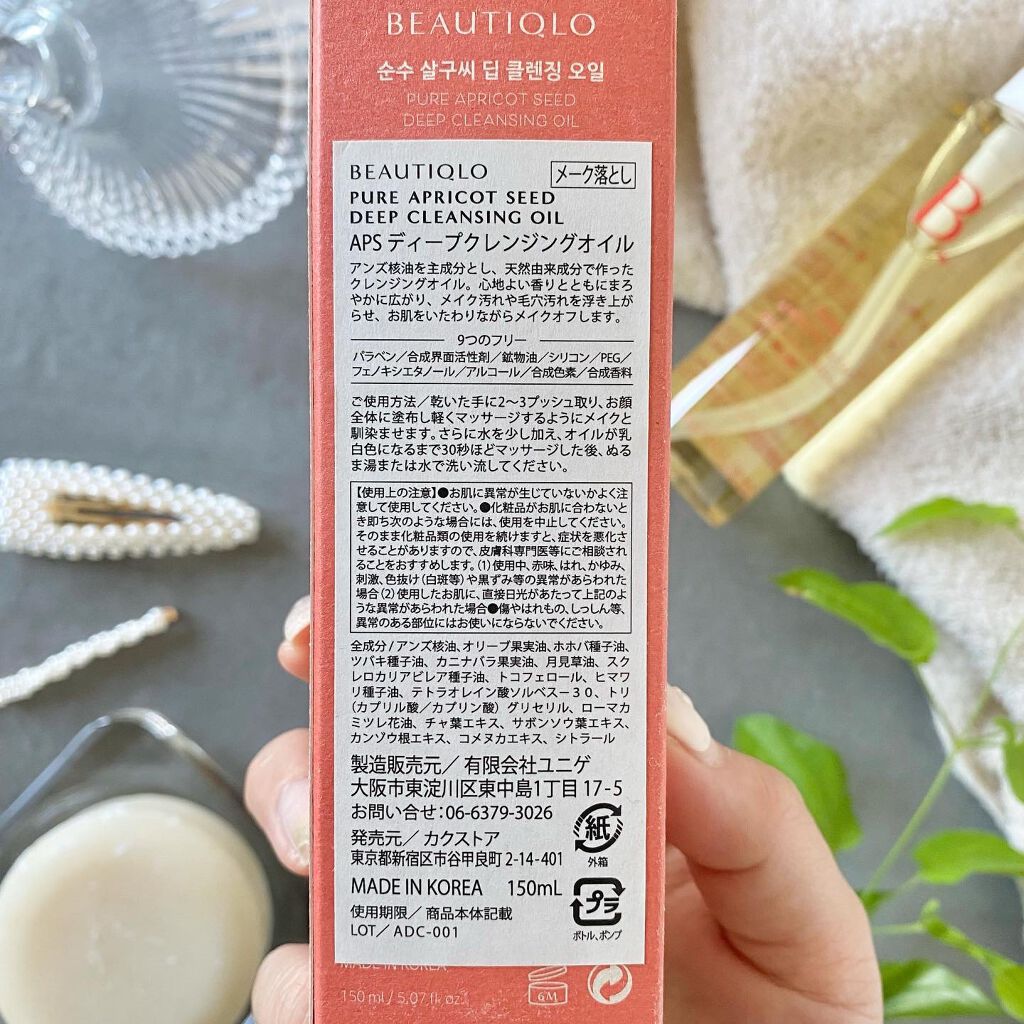 BEAUTIQLO
순수 살구씨 딥 클렌징 오일
PURE APRICOT SEED
DEEP CLEANSING OIL
BEAUTIQLO
メーク落とし
PURE APRICOT SEED
DEEP CLEANSING OIL
APS ディープクレンジングオイル
アンズ核油を主成分とし、天然由来成分で作った
クレンジングオイル。心地よい香りとともにまろ
やかに広がり、メイク汚れや毛穴汚れを浮き上が
らせ、お肌をいたわりながらメイクオフします。
9つのフリー
パラベン／合成界面活性剤／鉱物油／シリコン／PEG／
フェノキシエタノール／アルコール／合成色素／合成香料
ご使用方法／乾いた手に2〜3プッシュ取り、お顔
全体に塗布し軽くマッサージするようにメイクと
馴染ませます。さらに水を少し加え、オイルが乳
白色になるまで30秒ほどマッサージした後、ぬる
ま湯または水で洗い流してください。
【使用上の注意】●お肌に異常が生じていないかよく注
意して使用してください。●化粧品がお肌に合わないと
き即ち次のような場合には、使用を中止してください。
そのまま化粧品類の使用を続けますと、症状を悪化さ
せることがありますので、皮膚科専門医等にご相談され
ることをおすすめします。（1）使用中、赤味、はれ、かゆみ、
刺激、色抜け（白斑等）や黒ずみ等の異常があらわれた
場合（2）使用したお肌に、直接日光があたって上記のよ
うな異常があらわれた場合●傷やはれもの、しっしん等、
異常のある部位にはお使いにならないでください。
全成分／アンズ核油、オリーブ果実油、ホホバ種子油、
ツバキ種子油、カニナバラ果実油、月見草油、スク
レロカリアビレア種子油、トコフェロール、ヒマワ
リ種子油、テトラオレイン酸ソルベスー３０、トリ
（カプリル酸／カプリン酸）グリセリル、ローマカ
ミツレ花油、チャ葉エキス、サボンソウ葉エキス、
カンゾウ根エキス、コメヌカエキス、シトラール
製造販売元／ 有限会社ユニゲ
大阪市東淀川区東中島1丁目 17-5
お問い合せ：06-6379-3026
紙
外箱
発売元／ カクストア
東京都新宿区市谷甲良町 2-14-401
MADE IN KOREA 150mL
プラ
ボトル、ポンプ
使用期限／ 商品本体記載
LOT／ ADC-001
MADE IN KOREA
150 ml / 5.07 fl oz.
6M
B